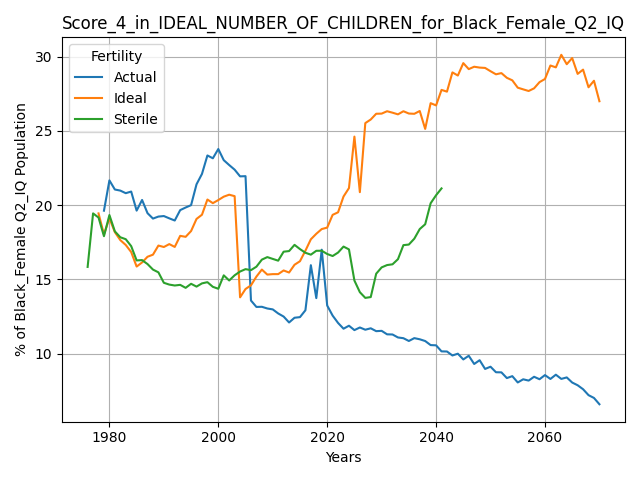 Score_4_in_IDEAL_NUMBER_OF_CHILDREN_for_Black_Female_Q2_IQ
% of Black_Female Q2_IQ Population
30
25
20
15
10
Fertility
Actual
Ideal
Sterile
1980
2000
2020
2040
2060
Years